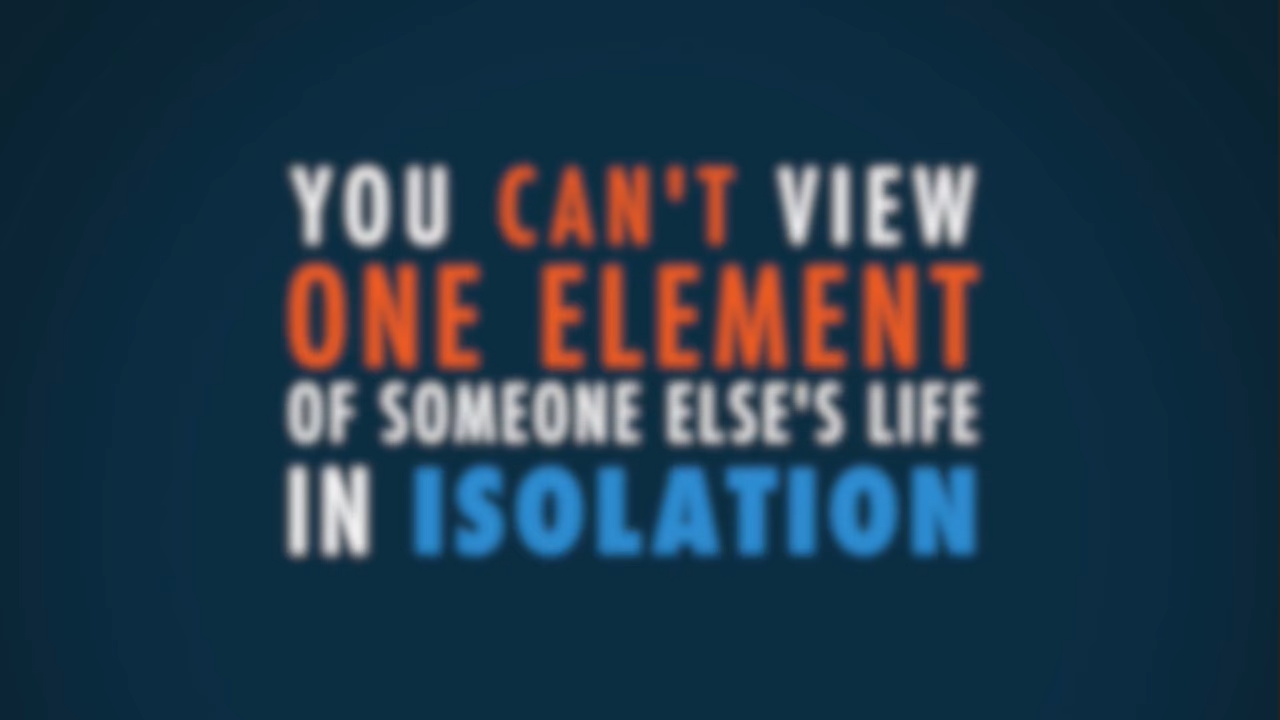 YOU CAN'T VIEW
ONE ELEMENT
OF SOMEONE ELSE'S LIFE
IN ISOLATION